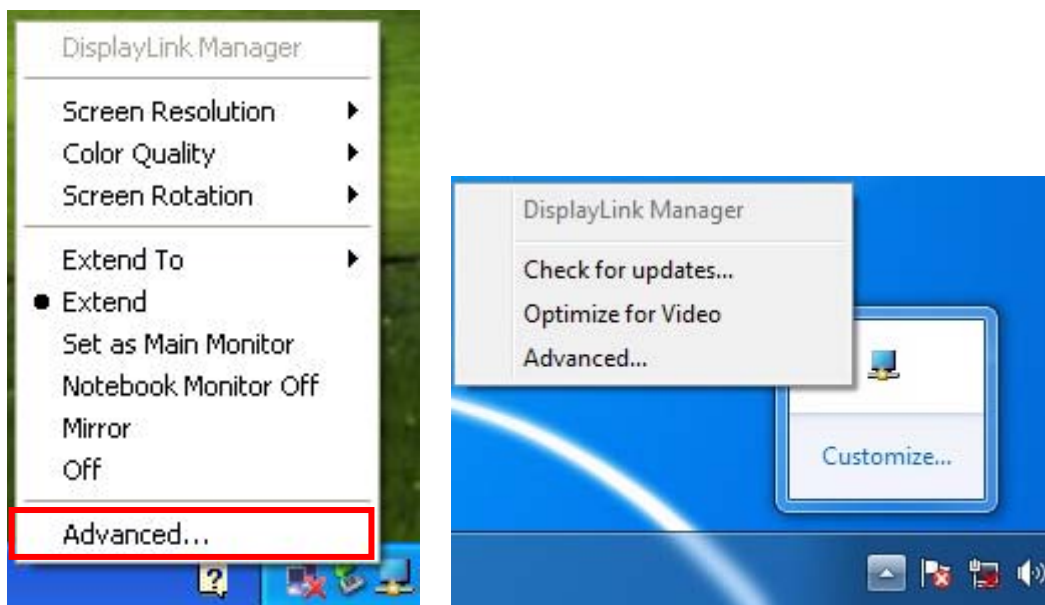 DisplayLink Manager
Screen Resolution
Color Quality
Screen Rotation
Extend To
Extend
Set as Main Monitor
Notebook Monitor Off
Mirror
Off
Advanced...
?
DisplayLink Manager
Check for updates...
Optimize for Video
Advanced...
Customize...